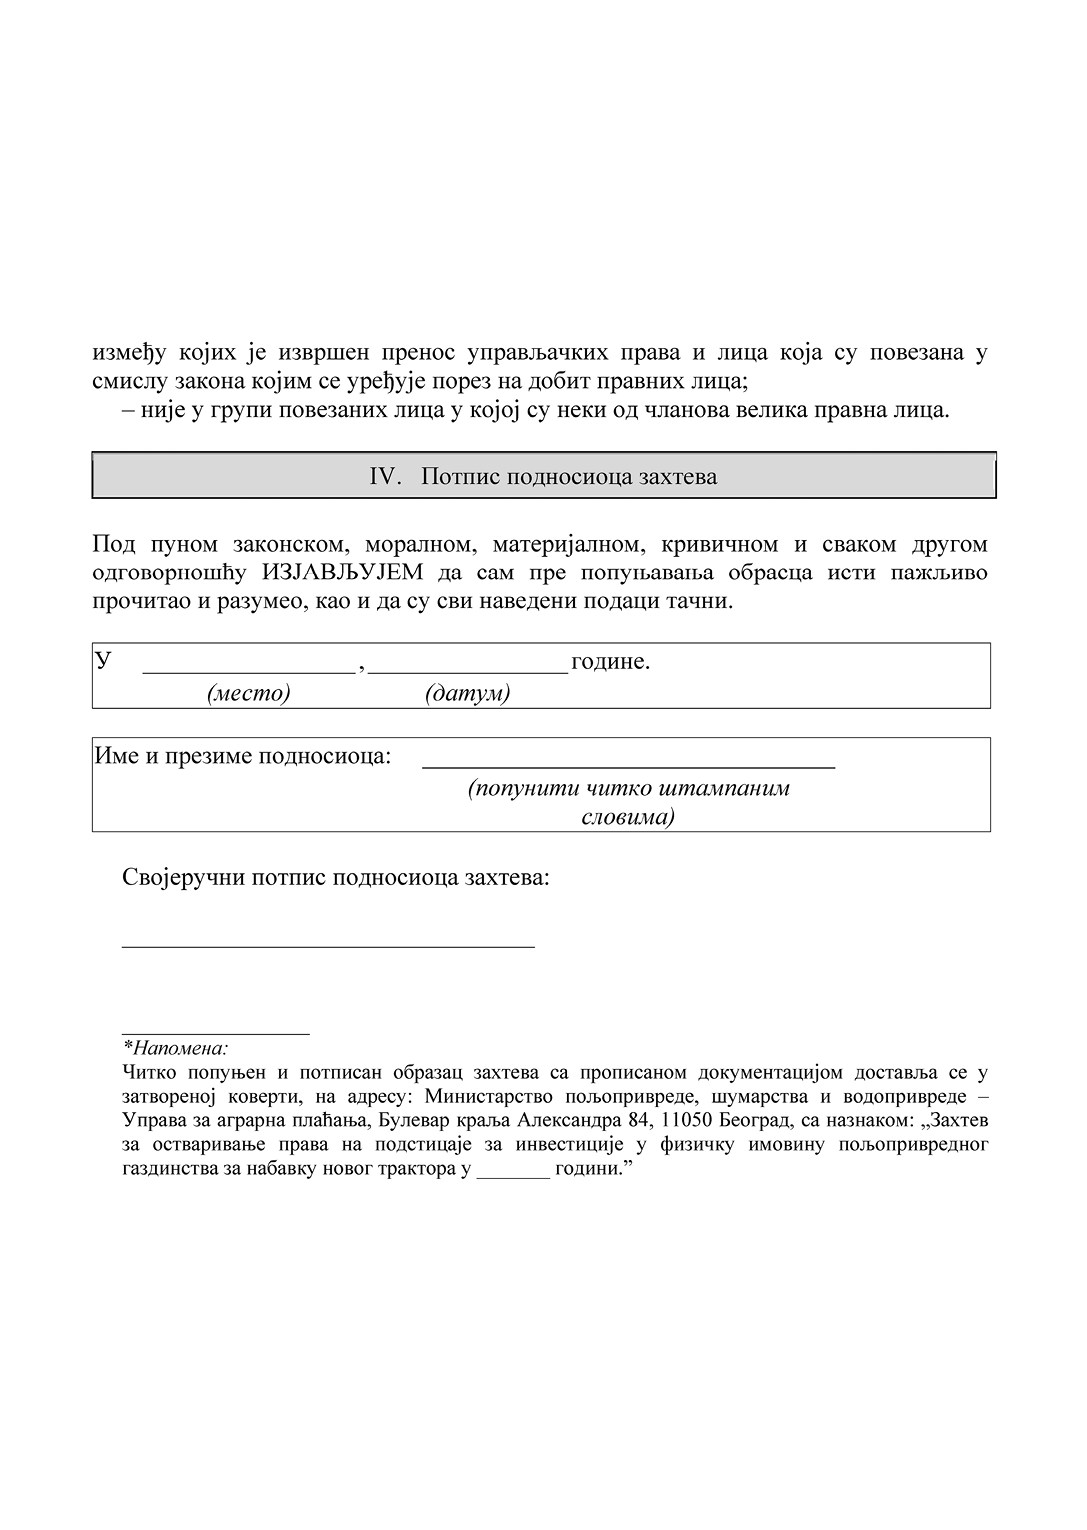 између којих је извршен пренос управљачких права и лица која су повезана у
смислу закона којим се уређује порез на добит правних лица;
– није у групи повезаних лица у којој су неки од чланова велика правна лица.
IV. Потпис подносиоца захтева
Под пуном законском, моралном, материјалном, кривичном и сваком другом
одговорношћу ИЗЈАВЉУЈЕМ да сам пре попуњавања обрасца исти пажљиво
прочитао и разумео, као и да су сви наведени подаци тачни.
У _________________, ________________године.
(место) (датум)
Име и презиме подносиоца: _________________________________
(попунити читко штампаним
словима)
Својеручни потпис подносиоца захтева:
_________________________________
*Напомена:
Читко попуњен и потписан образац захтева са прописаном документацијом доставља се у
затвореној коверти, на адресу: Министарство пољопривреде, шумарства и водопривреде –
Управа за аграрна плаћања, Булевар краља Александра 84, 11050 Београд, са назнаком: „Захтев
за остваривање права на подстицаје за инвестиције у физичку имовину пољопривредног
газдинства за набавку новог трактора у _______ години.”